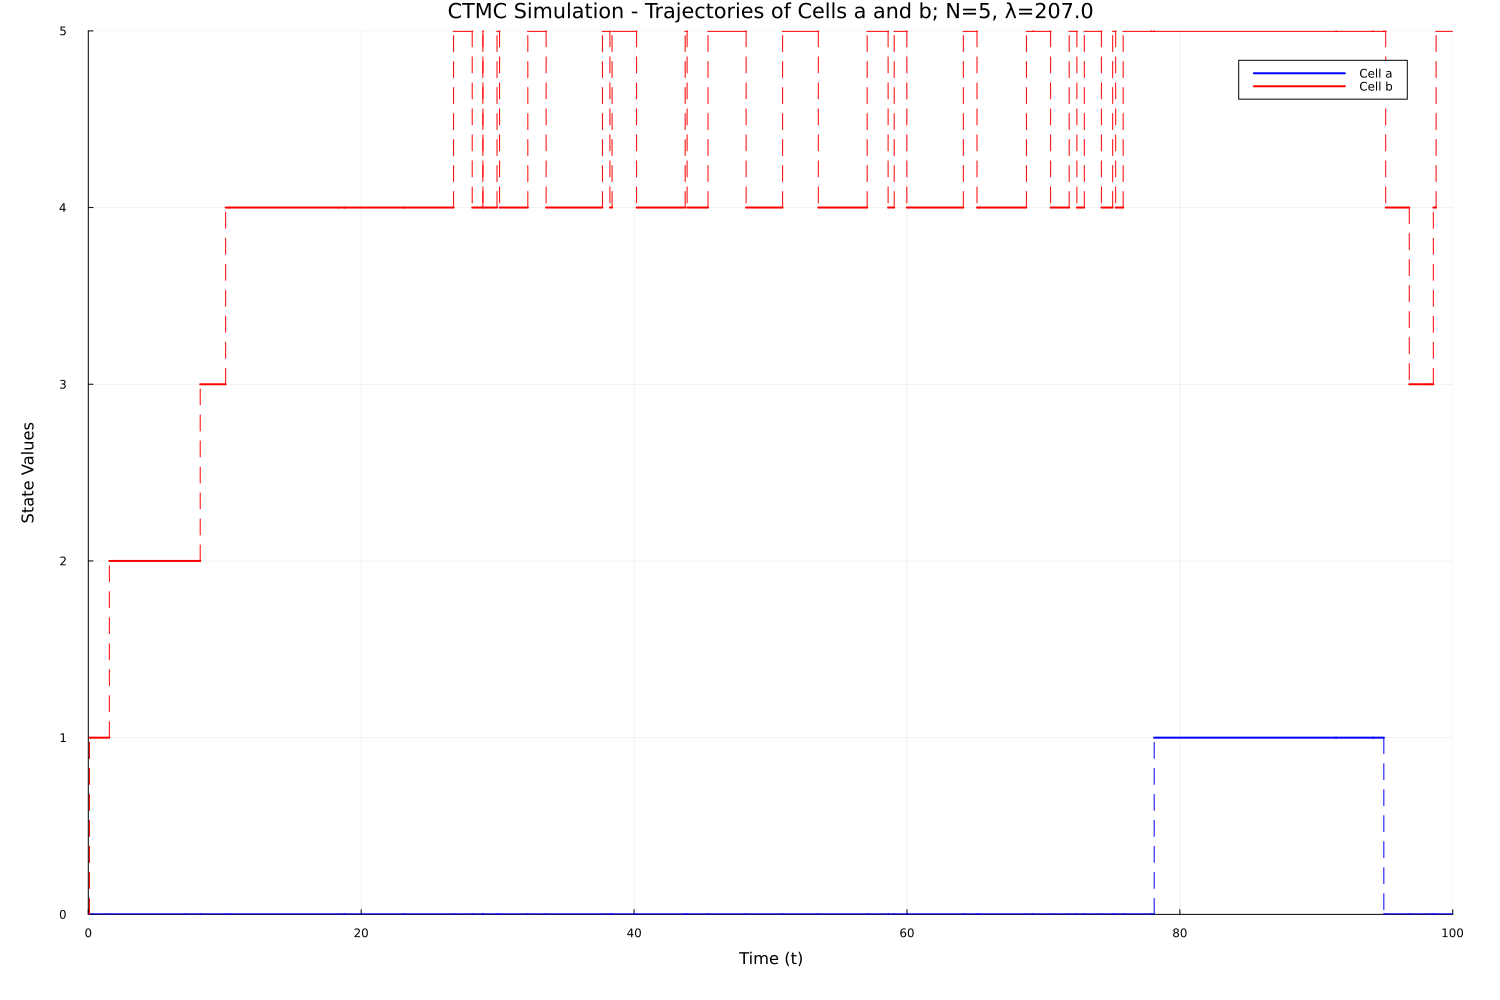 CTMC Simulation - Trajectories of Cells a and b; N=5, λ=207.0
5
Cell a
Cell b
4
3
State Values
2
1
0
0 20 40 60 80 100
Time (t)